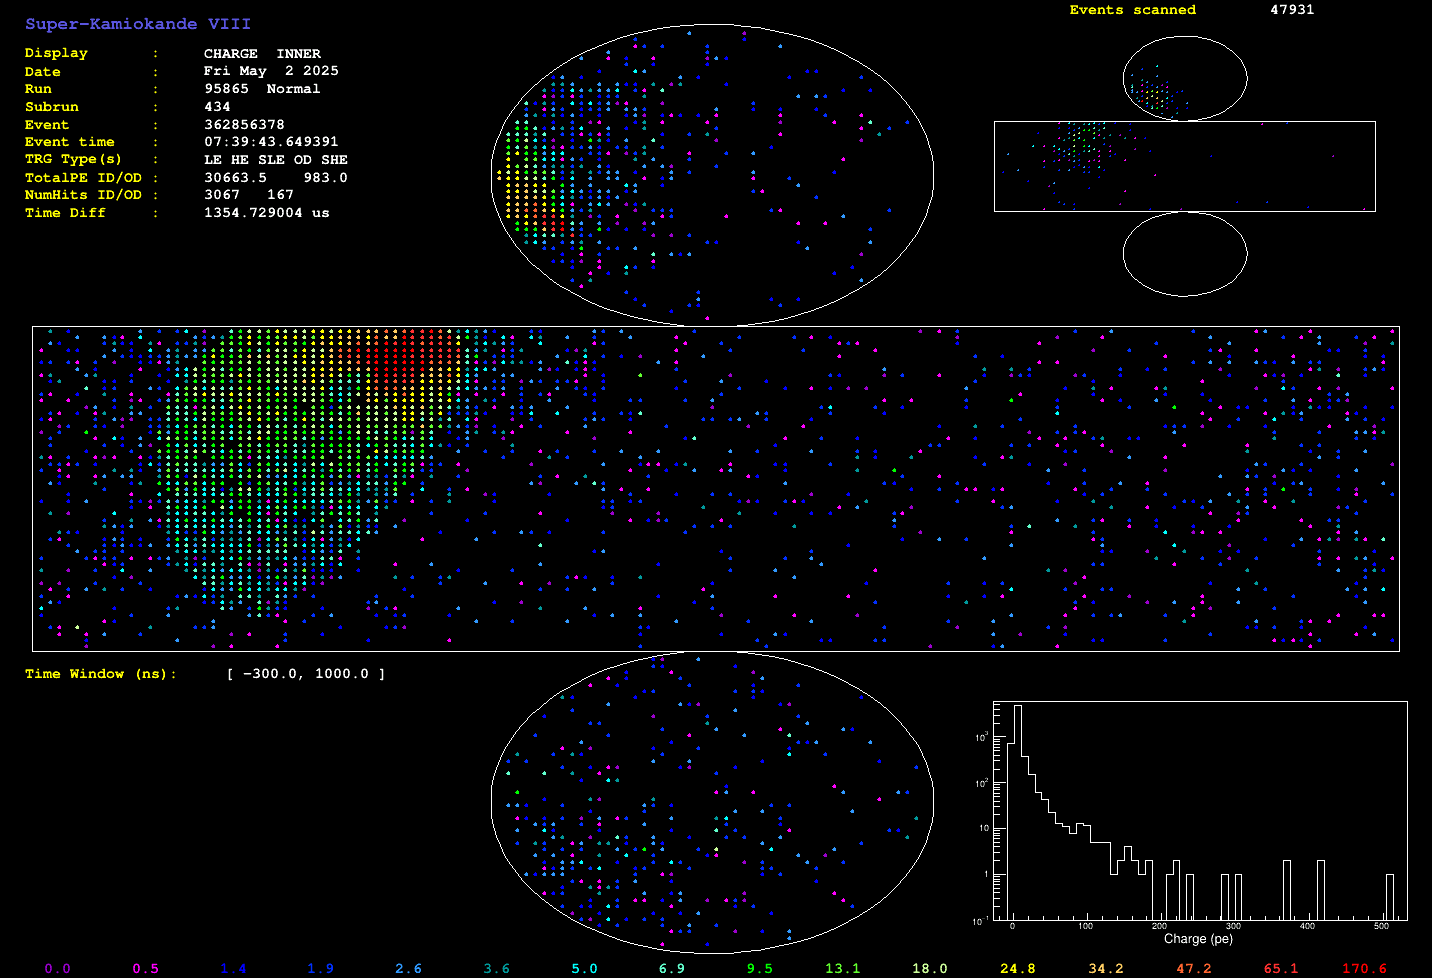 Super-Kamiokande VIII
Display : CHARGE INNER
Date : Fri May 2 2025
Run : 95865 Normal
Subrun : 434
Event : 362856378
Event time : 07:39:43.649391
TRG Type(s) : LE HE SLE OD SHE
TotalPE ID/OD : 30663.5 983.0
NumHits ID/OD : 3067 167
Time Diff : 1354.729004 us
Events scanned 47931
Time Window (ns): [ -300.0, 1000.0 ]
10³
10²
10
1
10⁻¹
0 100 200 300 400 500
Charge (pe)
0.0 0.5 1.4 1.9 2.6 3.6 5.0 6.9 9.5 13.1 18.0 24.8 34.2 47.2 65.1 170.6